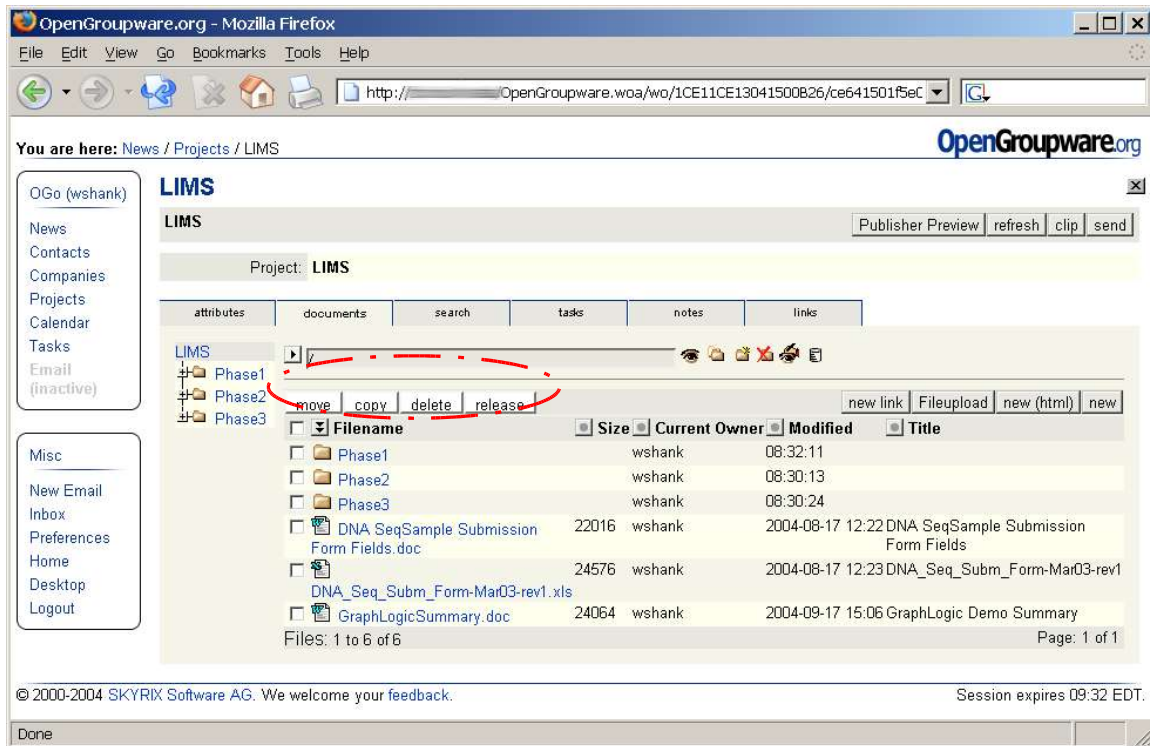 OpenGroupware.org - Mozilla Firefox
File Edit View Go Bookmarks Tools Help
http:// OpenGroupware.woa/wo/1CE11CE13041500B26/ce641501f5e
G
You are here: News / Projects / LIMS
OpenGroupware.org
OGo (wshank)
News
Contacts
Companies
Projects
Calendar
Tasks
Email
(inactive)
Misc
New Email
Inbox
Preferences
Home
Desktop
Logout
LIMS
LIMS
Publisher Preview refresh clip send
Project: LIMS
attributes documents search tasks notes links
LIMS
Phase1
Phase2
Phase3
/
move copy delete release
new link Fileupload new (html) new
Filename Size Current Owner Modified Title
Phase1 wshank 08:32:11
Phase2 wshank 08:30:13
Phase3 wshank 08:30:24
DNA SeqSample Submission 22016 wshank 2004-08-17 12:22 DNA SeqSample Submission
Form Fields.doc Form Fields
24576 wshank 2004-08-17 12:23 DNA_Seq_Subm_Form-Mar03-rev1
DNA_Seq_Subm_Form-Mar03-rev1.xls
GraphLogicSummary.doc 24064 wshank 2004-09-17 15:06 GraphLogic Demo Summary
Files: 1 to 6 of 6 Page: 1 of 1
© 2000-2004 SKYRIX Software AG. We welcome your feedback. Session expires 09:32 EDT.
Done